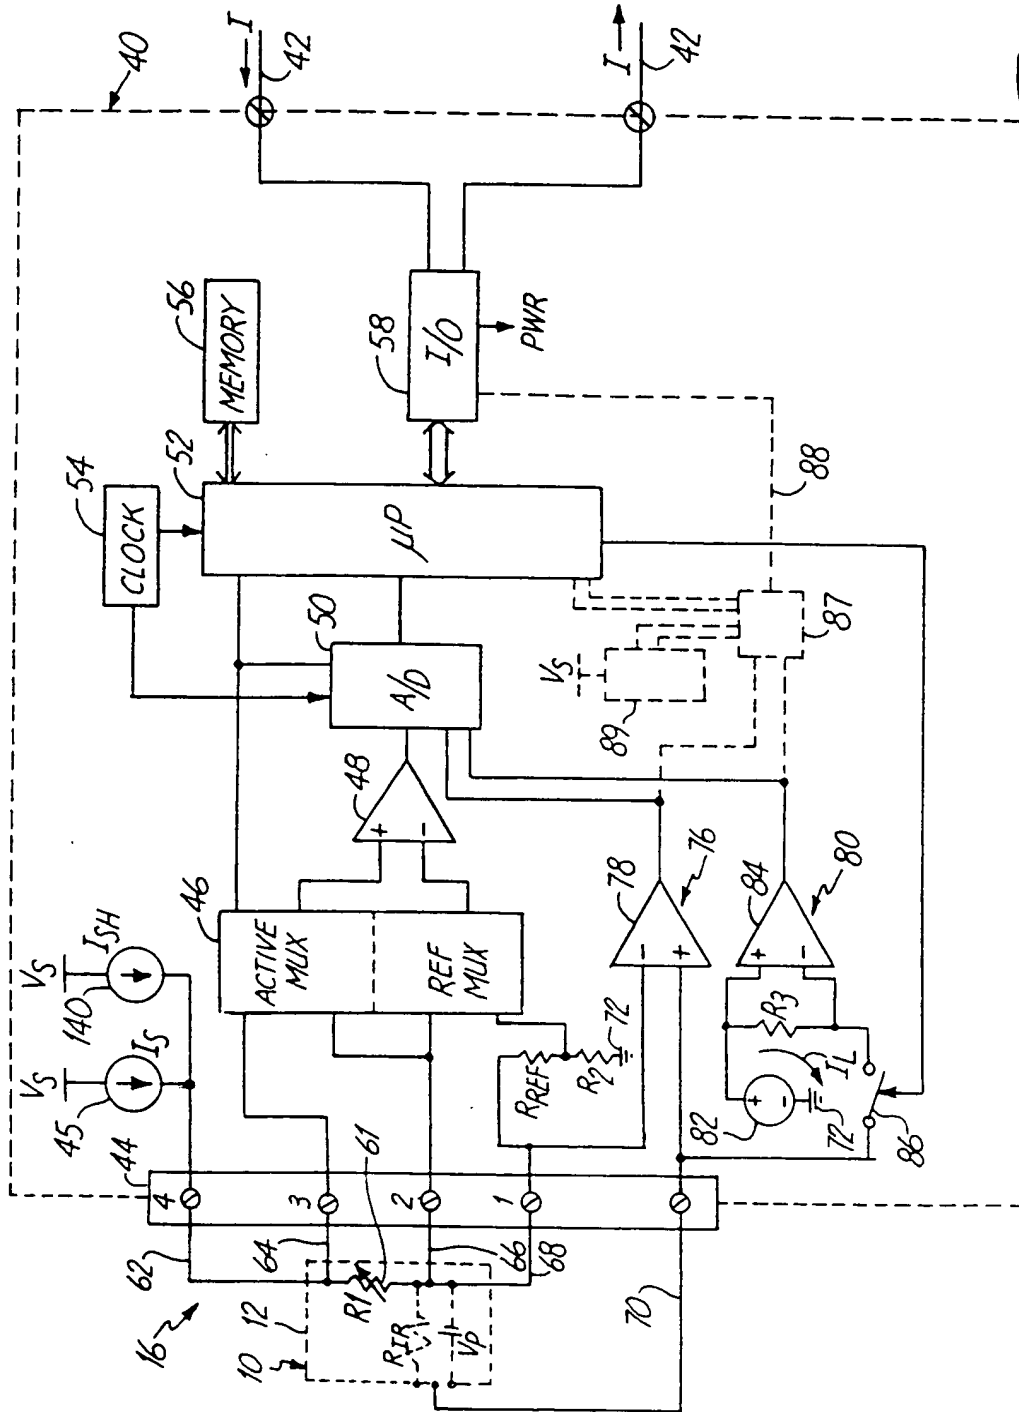 40
I
42
I
42
MEMORY
56
58
I/O
PWR
CLOCK
54
52
μP
88
50
A/D
48
+
−
VS
89
87
VS
140
ISH
VS
45
IS
46
ACTIVE
MUX
REF
MUX
78
−
+
76
84
+
−
80
RREF
R2
72
R3
82
+
−
72
IL
86
44
4
3
2
1
61
62
64
66
68
70
16
10
12
R1
RIR
VP